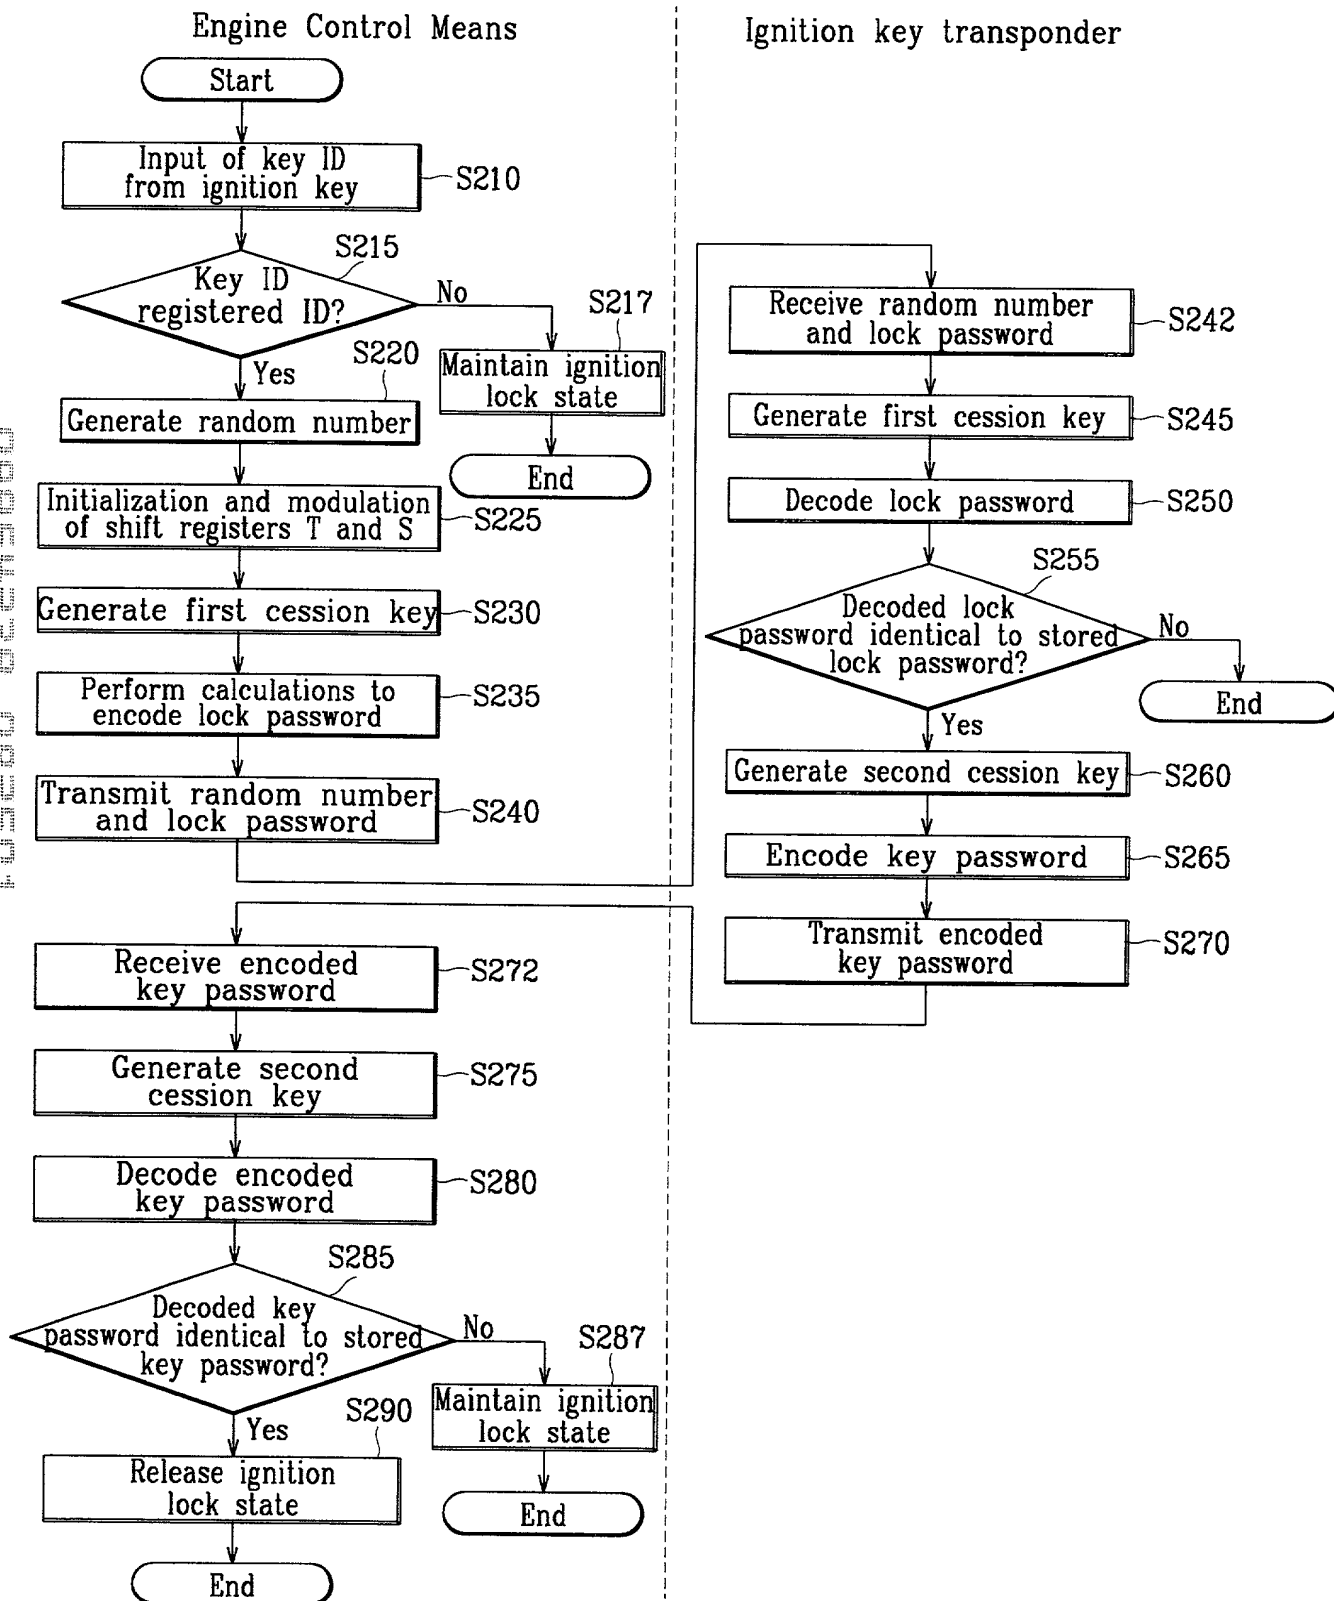 Engine Control Means
Ignition key transponder
Start
Input of key ID
from ignition key
S210
S215
Key ID
registered ID?
No
S217
Maintain ignition
lock state
End
Yes
S220
Generate random number
Initialization and modulation
of shift registers T and S
S225
Generate first cession key
S230
Perform calculations to
encode lock password
S235
Transmit random number
and lock password
S240
Receive random number
and lock password
S242
Generate first cession key
S245
Decode lock password
S250
S255
Decoded lock
password identical to stored
lock password?
No
End
Yes
Generate second cession key
S260
Encode key password
S265
Transmit encoded
key password
S270
Receive encoded
key password
S272
Generate second
cession key
S275
Decode encoded
key password
S280
S285
Decoded key
password identical to stored
key password?
No
S287
Maintain ignition
lock state
End
Yes
S290
Release ignition
lock state
End